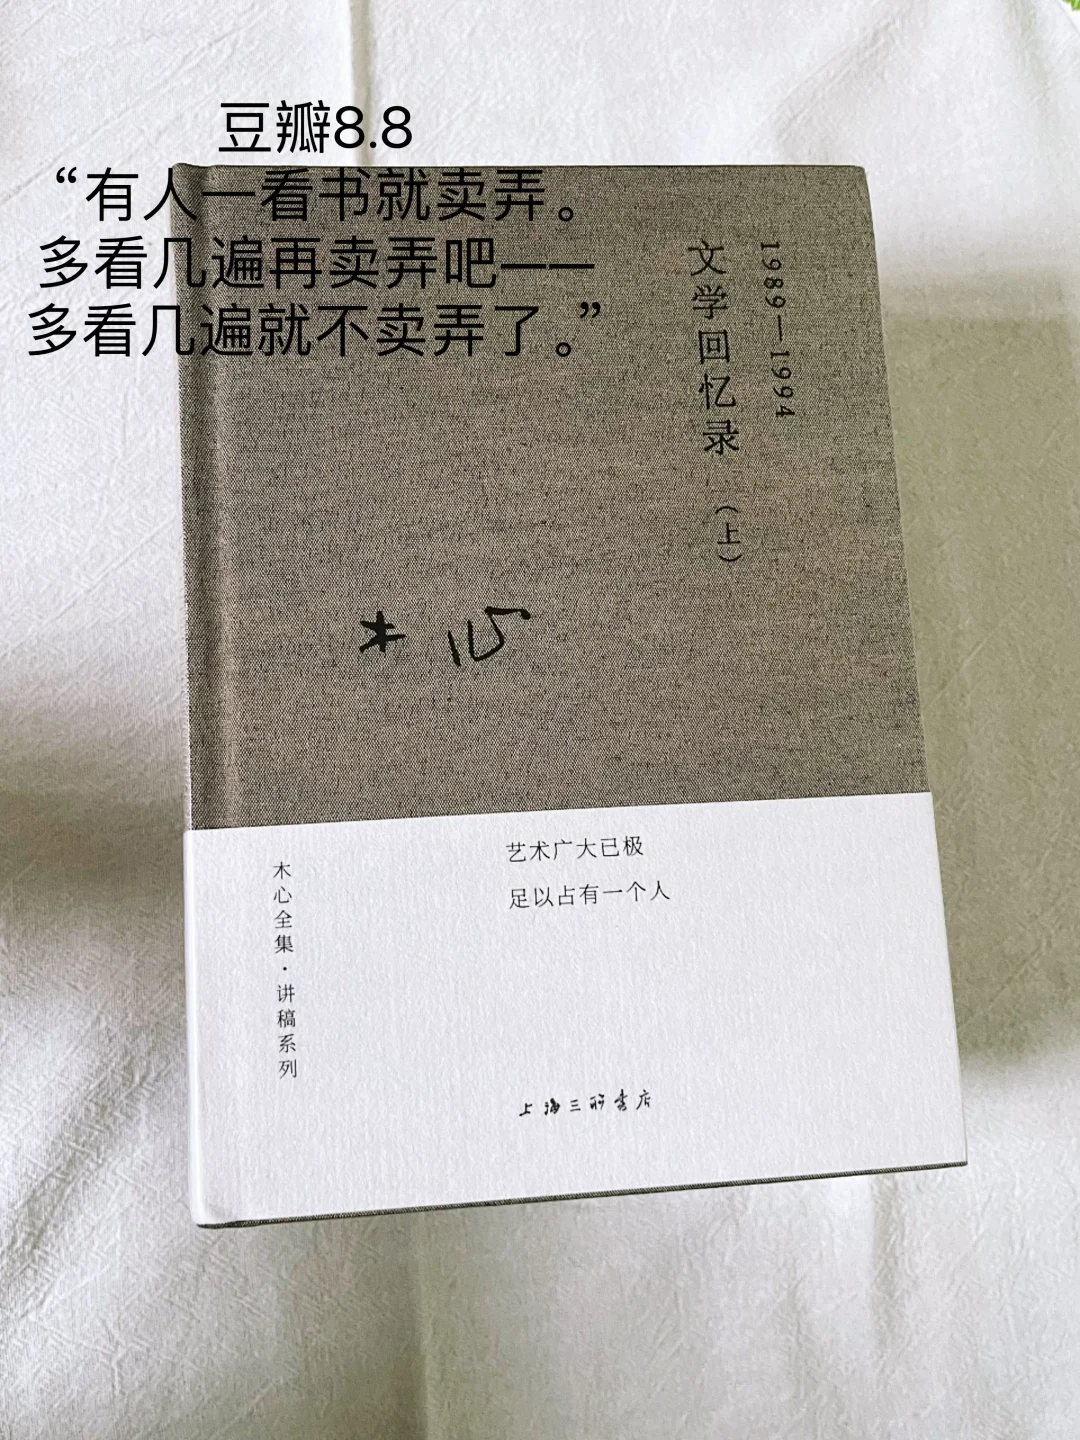 豆瓣8.8
“有人一看书就卖弄。
多看几遍再卖弄吧——
多看几遍就不卖弄了。”
1989—1994
文学回忆录（上）
木心
艺术广大已极
足以占有一个人
木心全集·讲稿系列
上海三联书店